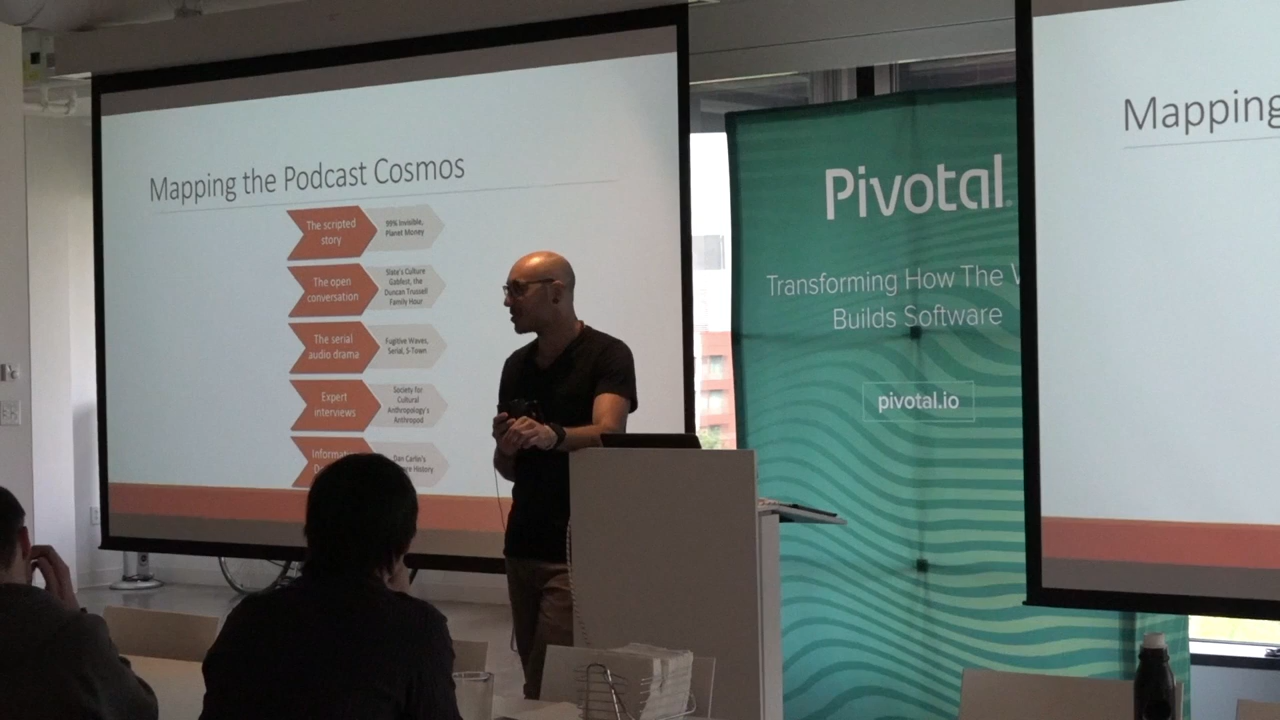 Mapping the Podcast Cosmos
The scripted
story
99% Invisible,
Planet Money
The open
conversation
Slate's Culture
Gabfest, the
Duncan Trussell
Family Hour
The serial
audio drama
Fugitive Waves,
Serial, S-Town
Expert
interviews
Society for
Cultural
Anthropology's
Anthropod
Dan Carlin's
History
Pivotal
Transforming How The
Builds Software
pivotal.io
Mapping